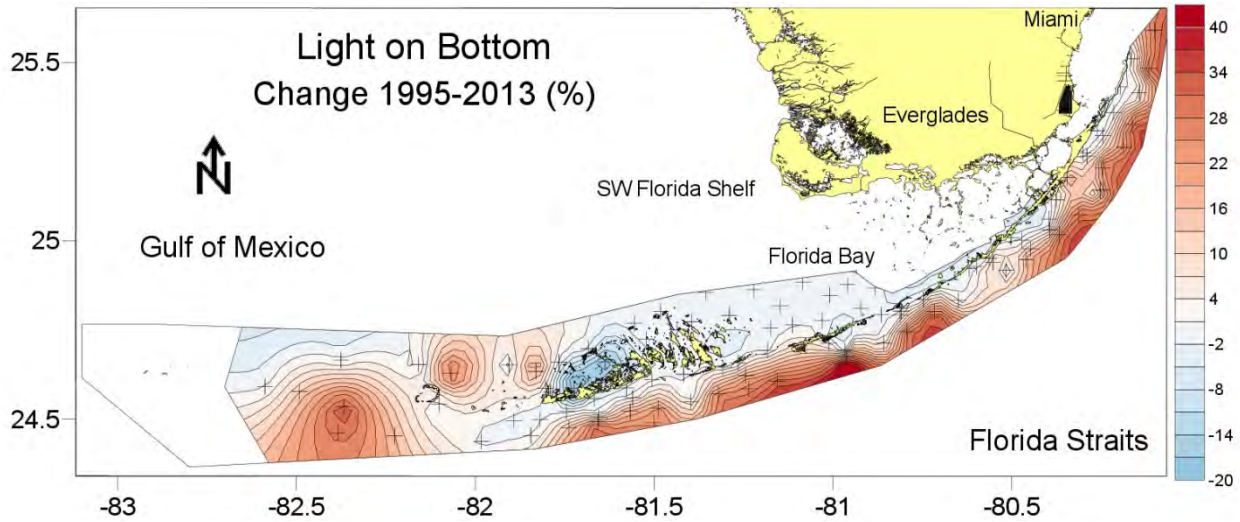 Light on Bottom
Change 1995-2013 (%)
N
Gulf of Mexico
Miami
Everglades
SW Florida Shelf
Florida Bay
Florida Straits
25.5
25
24.5
-83
-82.5
-82
-81.5
-81
-80.5
40
34
28
22
16
10
4
-2
-8
-14
-20